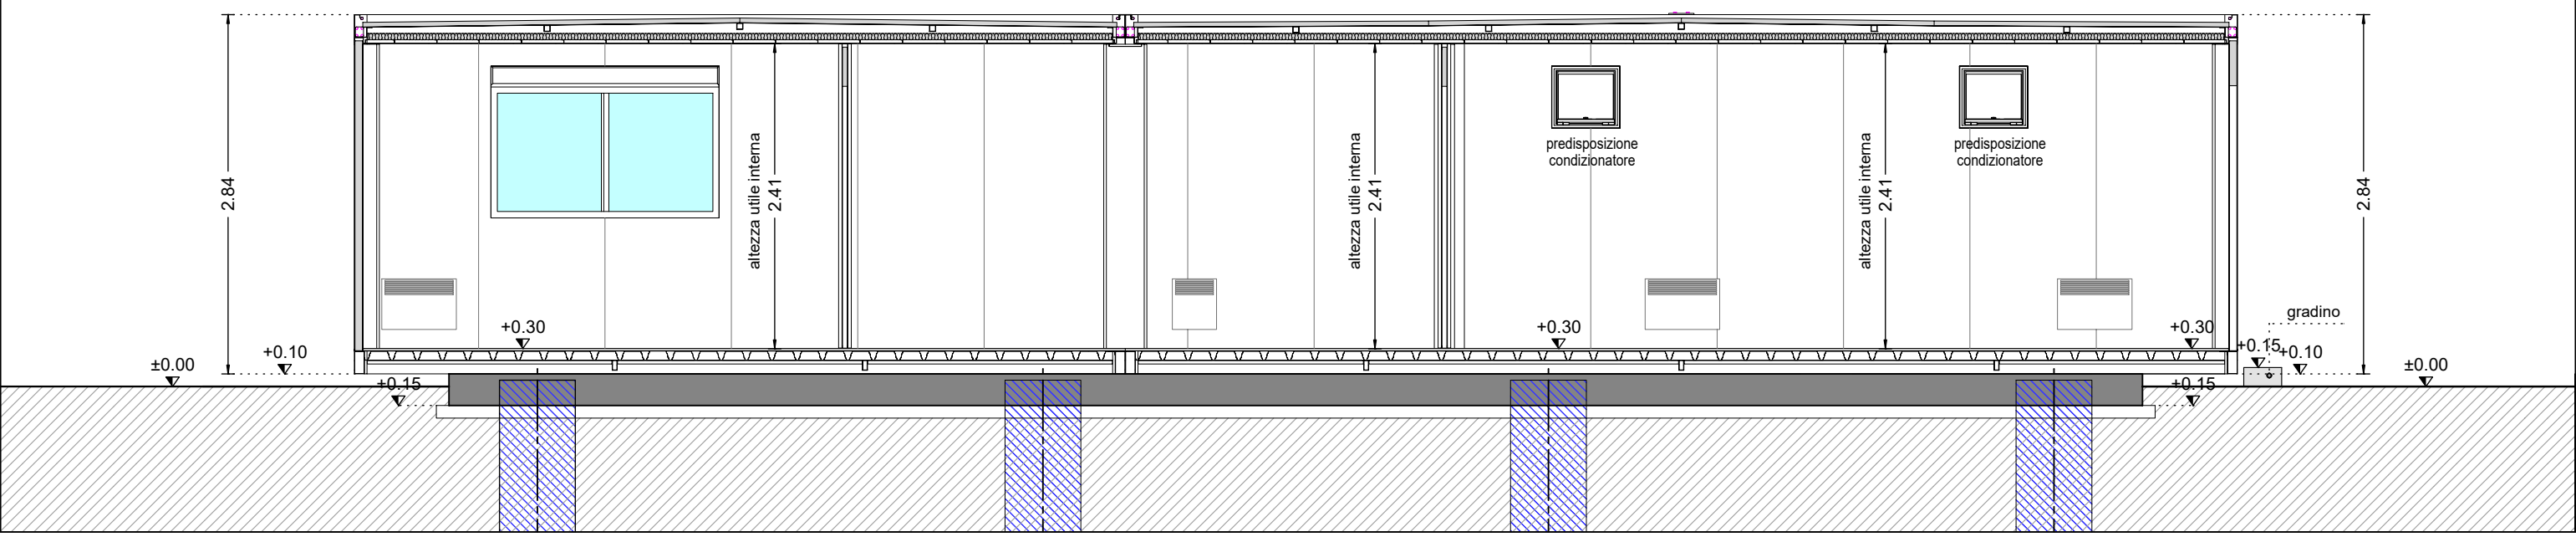 2.84
altezza utile interna
2.41
altezza utile interna
2.41
predisposizione
condizionatore
altezza utile interna
2.41
predisposizione
condizionatore
2.84
gradino
+0.30
+0.30
+0.30
±0.00
+0.10
+0.15
+0.10
±0.00
+0.15
+0.15